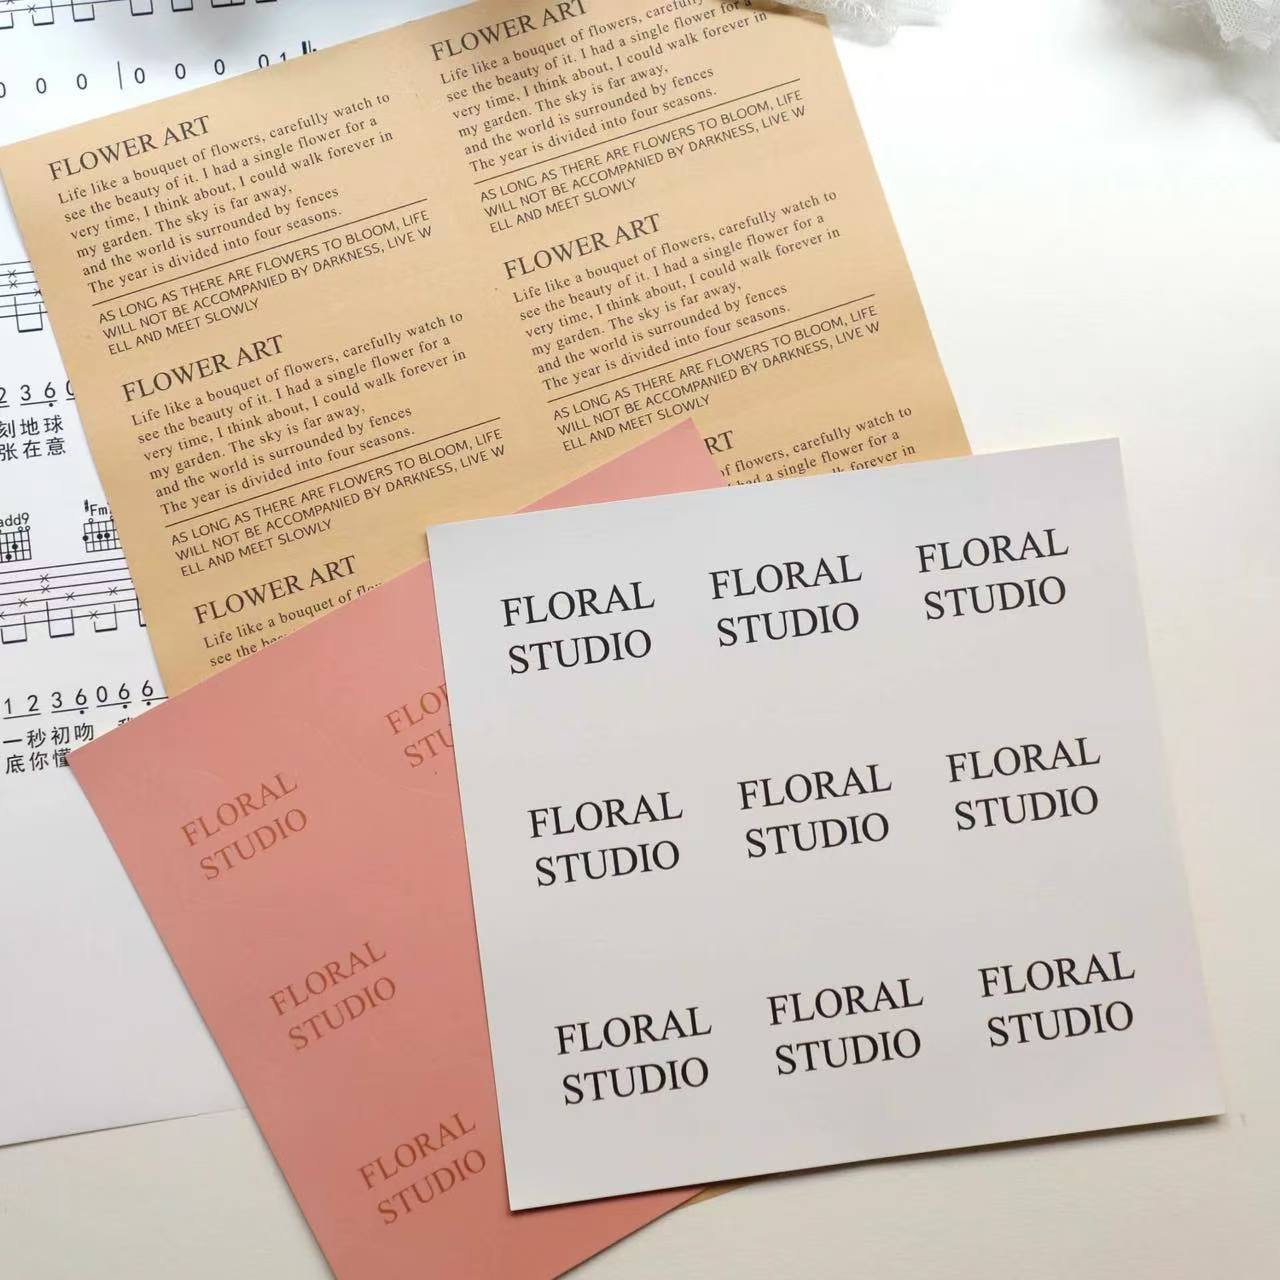 0 0 0 0 0 0 0 1
2 3 6 0
刻地球
张在意
add9
Fm
1 2 3 6 0 6 6
一秒初吻
底你懂
FLOWER ART
Life like a bouquet of flowers, carefully watch to
see the beauty of it. I had a single flower for a
very time, I think about, I could walk forever in
my garden. The sky is far away,
and the world is surrounded by fences
The year is divided into four seasons.
AS LONG AS THERE ARE FLOWERS TO BLOOM, LIFE
WILL NOT BE ACCOMPANIED BY DARKNESS, LIVE W
ELL AND MEET SLOWLY
FLOWER ART
Life like a bouquet of flowers, carefully watch to
see the beauty of it. I had a single flower for a
very time, I think about, I could walk forever in
my garden. The sky is far away,
and the world is surrounded by fences
The year is divided into four seasons.
AS LONG AS THERE ARE FLOWERS TO BLOOM, LIFE
WILL NOT BE ACCOMPANIED BY DARKNESS, LIVE W
ELL AND MEET SLOWLY
FLOWER ART
Life like a bouquet of
see the
FLOWER ART
Life like a bouquet of flowers, carefully
see the beauty of it. I had a single flower for a
very time, I think about, I could walk forever in
my garden. The sky is far away,
and the world is surrounded by fences
The year is divided into four seasons.
AS LONG AS THERE ARE FLOWERS TO BLOOM, LIFE
WILL NOT BE ACCOMPANIED BY DARKNESS, LIVE W
ELL AND MEET SLOWLY
FLOWER ART
Life like a bouquet of flowers, carefully watch to
see the beauty of it. I had a single flower for a
very time, I think about, I could walk forever in
my garden. The sky is far away,
and the world is surrounded by fences
The year is divided into four seasons.
AS LONG AS THERE ARE FLOWERS TO BLOOM, LIFE
WILL NOT BE ACCOMPANIED BY DARKNESS, LIVE W
ELL AND MEET SLOWLY
RT
f flowers, carefully watch to
had a single flower for a
forever in
FLORAL
STUDIO
FLOR
STU
FLORAL
STUDIO
FLORAL
STUDIO
FLORAL
STUDIO
FLORAL
STUDIO
FLORAL
STUDIO
FLORAL
STUDIO
FLORAL
STUDIO
FLORAL
STUDIO
FLORAL
STUDIO
FLORAL
STUDIO
FLORAL
STUDIO